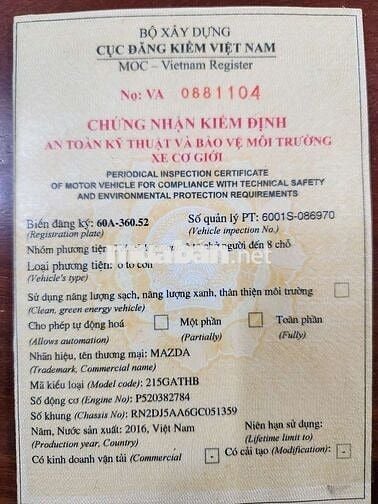 BỘ XÂY DỰNG
CỤC ĐĂNG KIỂM VIỆT NAM
MOC – Vietnam Register
No: VA 0881104
CHỨNG NHẬN KIỂM ĐỊNH
AN TOÀN KỸ THUẬT VÀ BẢO VỆ MÔI TRƯỜNG
XE CƠ GIỚI
PERIODICAL INSPECTION CERTIFICATE
OF MOTOR VEHICLE FOR COMPLIANCE WITH TECHNICAL SAFETY
AND ENVIRONMENTAL PROTECTION REQUIREMENTS
Biển đăng ký: 60A-360.52 Số quản lý PT: 6001S-086970
(Registration plate) (Vehicle inpection No.)
Nhóm phương tiện người đến 8 chỗ
Loại phương tiện: ô tô con
(Vehicle's type)
muaban.net
Sử dụng năng lượng sạch, năng lượng xanh, thân thiện môi trường
(Clean, green energy vehicle)
Cho phép tự động hoá Một phần Toàn phần
(Allows automation) (Partially) (Fully)
Nhãn hiệu, tên thương mại: MAZDA
(Trademark, Commercial name)
Mã kiểu loại (Model code): 215GATHB
Số động cơ (Engine No): P520382784
Số khung (Chassis No): RN2DJ5AA6GC051359
Năm, Nước sản xuất: 2016, Việt Nam Niên hạn sử dụng:
(Production year, Country) (Lifetime limit to)
Có kinh doanh vận tải (Commercial - Có cải tạo (Modification): -